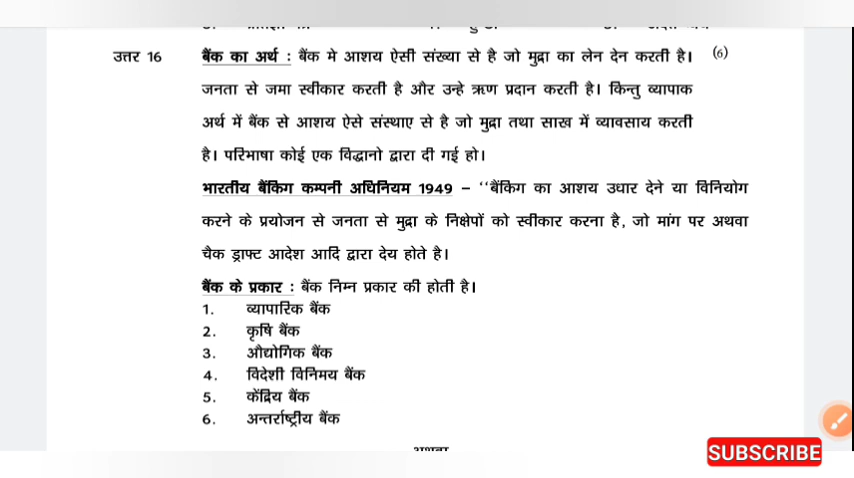 उत्तर 16 बैंक का अर्थ : बैंक मे आशय ऐसी संख्या से है जो मुद्रा का लेन देन करती है। (6)
जनता से जमा स्वीकार करती है और उन्हे ऋण प्रदान करती है। किन्तु व्यापाक
अर्थ में बैंक से आशय ऐसे संस्थाए से है जो मुद्रा तथा साख में व्यावसाय करती
है। परिभाषा कोई एक विद्धानो द्वारा दी गई हो।
भारतीय बैंकिग कम्पनी अधिनियम 1949 – ‘‘बैंकिग का आशय उधार देने या विनियोग
करने के प्रयोजन से जनता से मुद्रा के निक्षेपों को स्वीकार करना है, जो मांग पर अथवा
चैक ड्राफ्ट आदेश आदि द्वारा देय होते है।
बैंक के प्रकार : बैंक निम्न प्रकार की होती है।
1. व्यापारिक बैंक
2. कृषि बैंक
3. औद्योगिक बैंक
4. विदेशी विनिमय बैंक
5. केंद्रिय बैंक
6. अन्तर्राष्ट्रीय बैंक
SUBSCRIBE